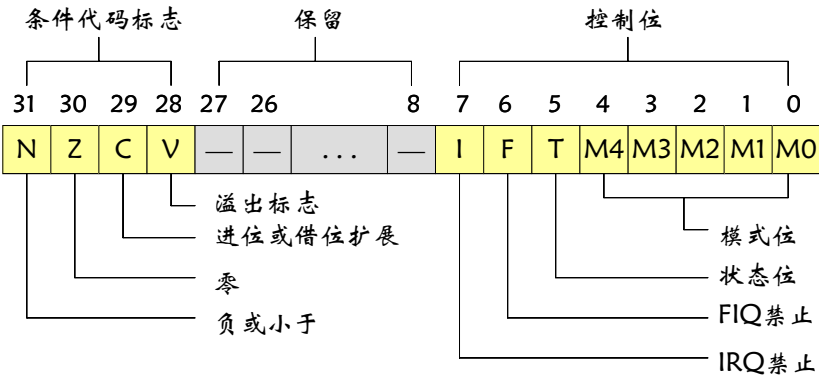 条件代码标志 保留 控制位
31 30 29 28 27 26 8 7 6 5 4 3 2 1 0
N Z C V — — ... — I F T M4 M3 M2 M1 M0
溢出标志
进位或借位扩展
零
负或小于
模式位
状态位
FIQ禁止
IRQ禁止